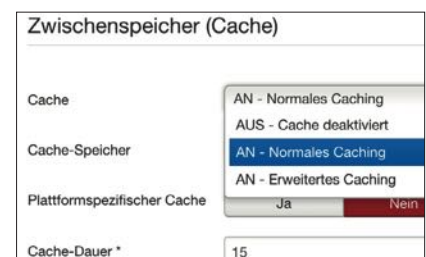 Zwischenspeicher (Cache)
Cache
AN - Normales Caching
AUS - Cache deaktiviert
Cache-Speicher
AN - Normales Caching
AN - Erweitertes Caching
Plattformspezifischer Cache
Ja
Nein
Cache-Dauer *
15